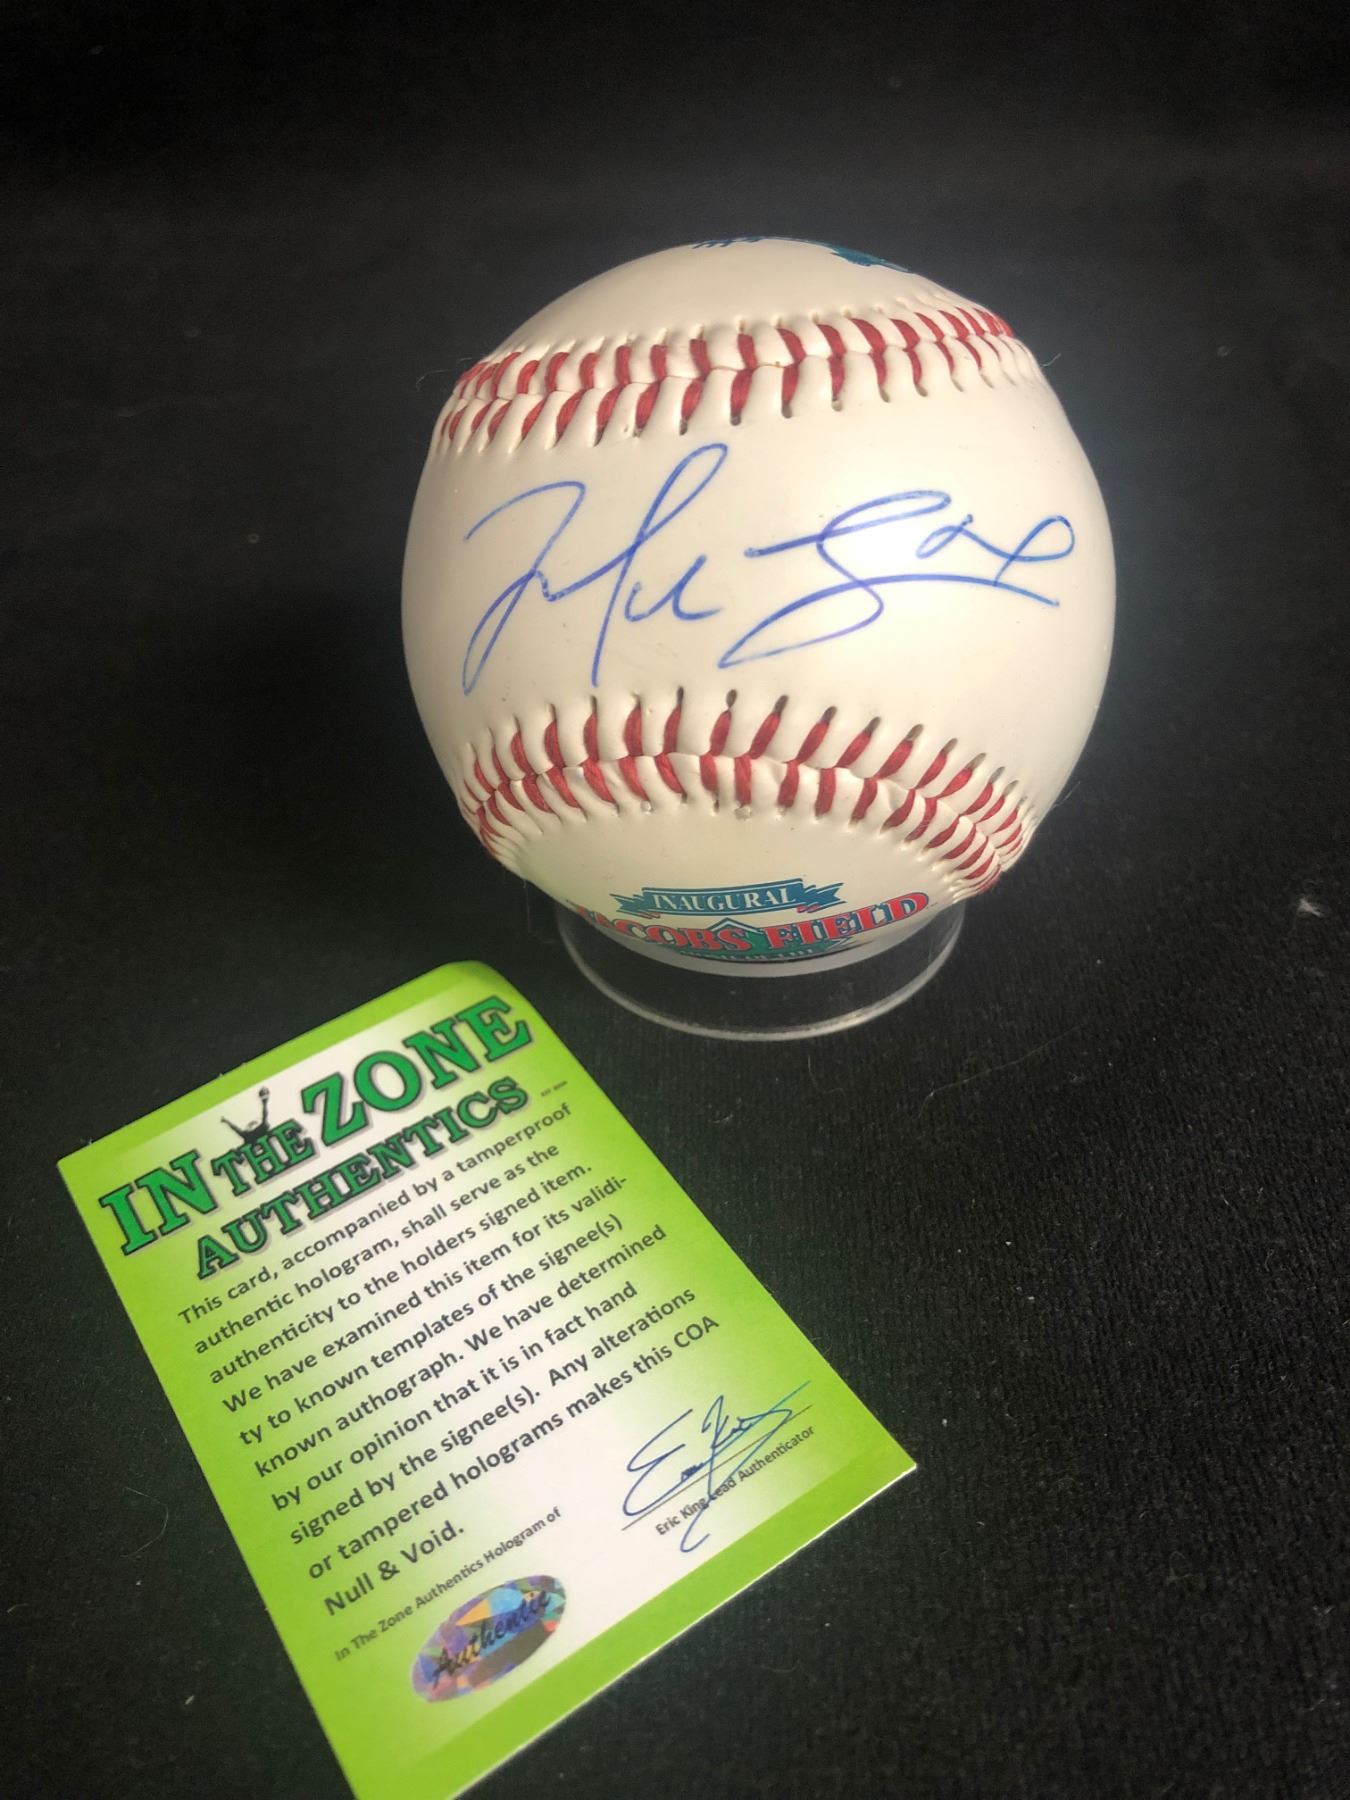 INAUGURAL
JACOBS FIELD
IN THE ZONE
AUTHENTICS
This card, accompanied by a tamperproof
authentic hologram, shall serve as the
authenticity to the holders signed item.
We have examined this item for its validi-
ty to known templates of the signee(s)
known authograph. We have determined
by our opinion that it is in fact hand
signed by the signee(s). Any alterations
or tampered holograms makes this COA
Null & Void.
Eric King Lead Authenticator
In The Zone Authentics Hologram of
Authentic